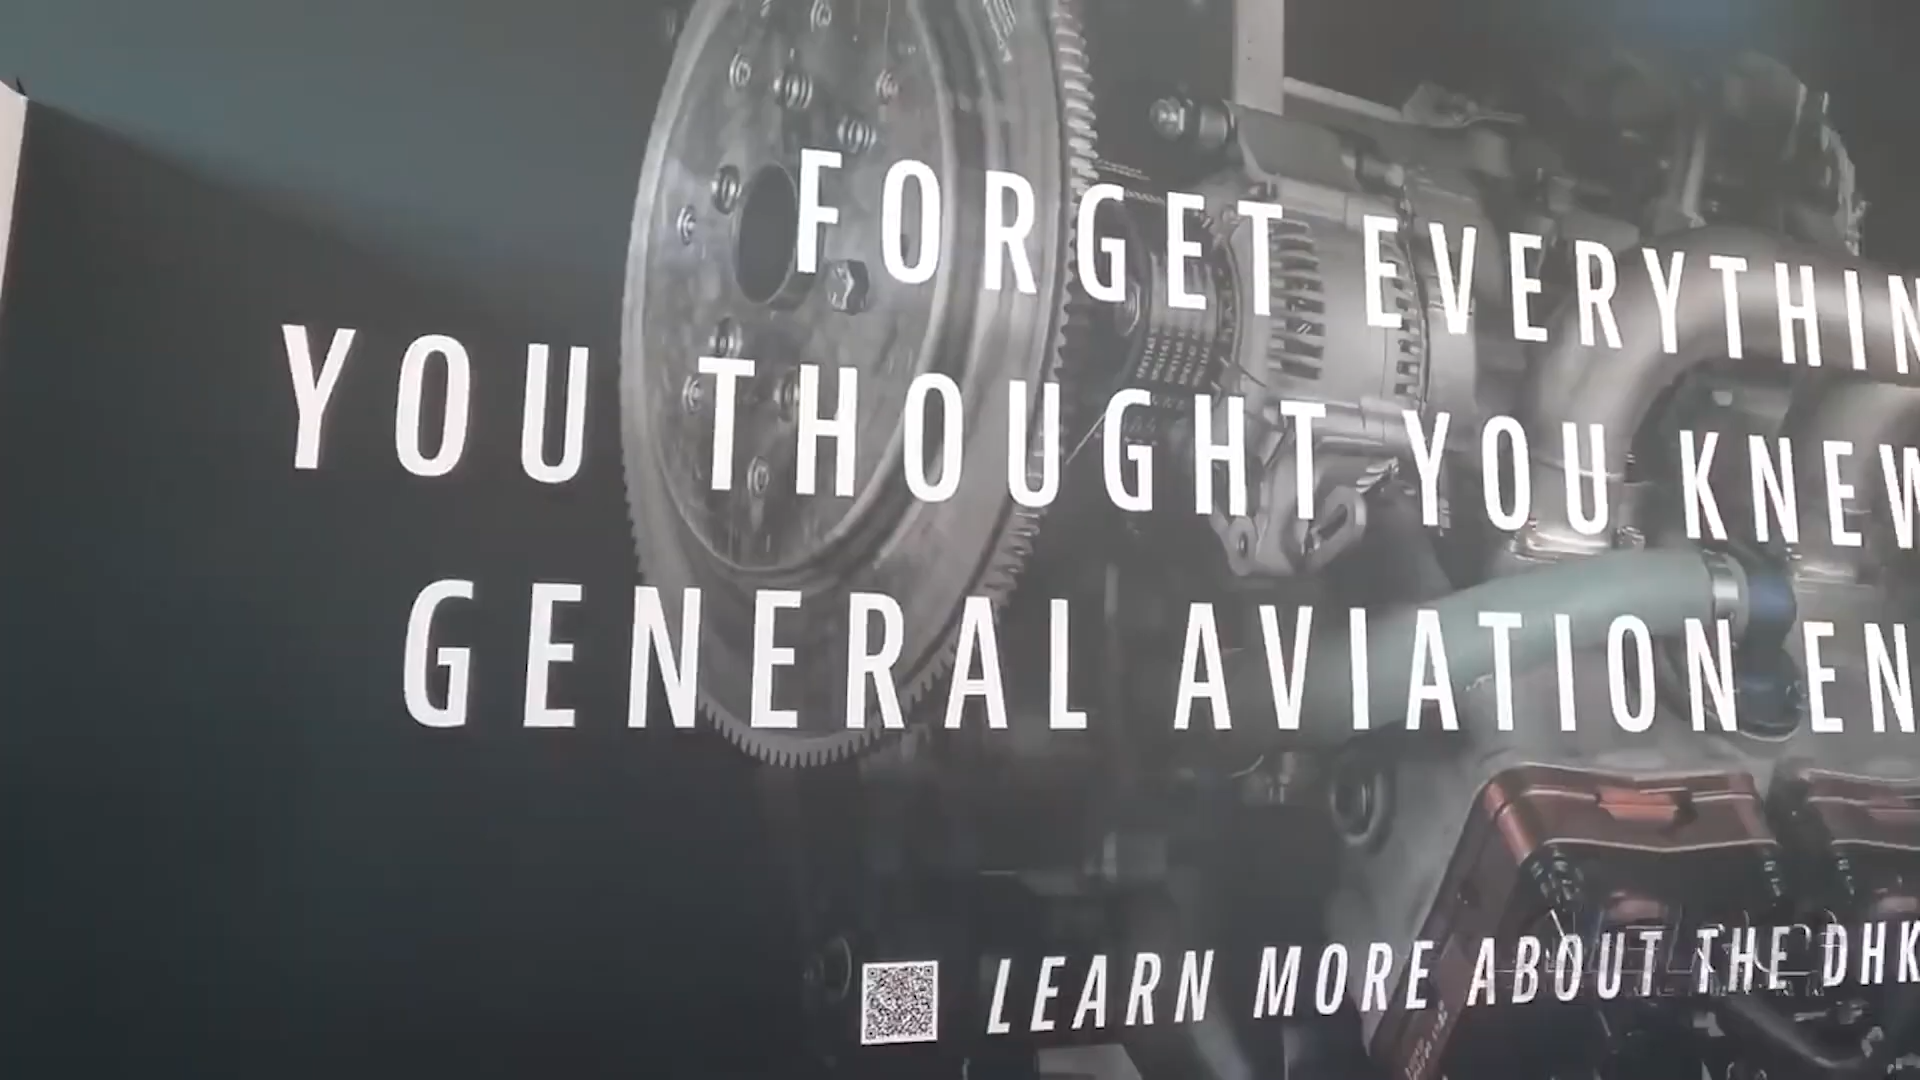 FORGET EVERYTHIN
YOU THOUGHT YOU KNEW
GENERAL AVIATION EN
LEARN MORE ABOUT THE DHK